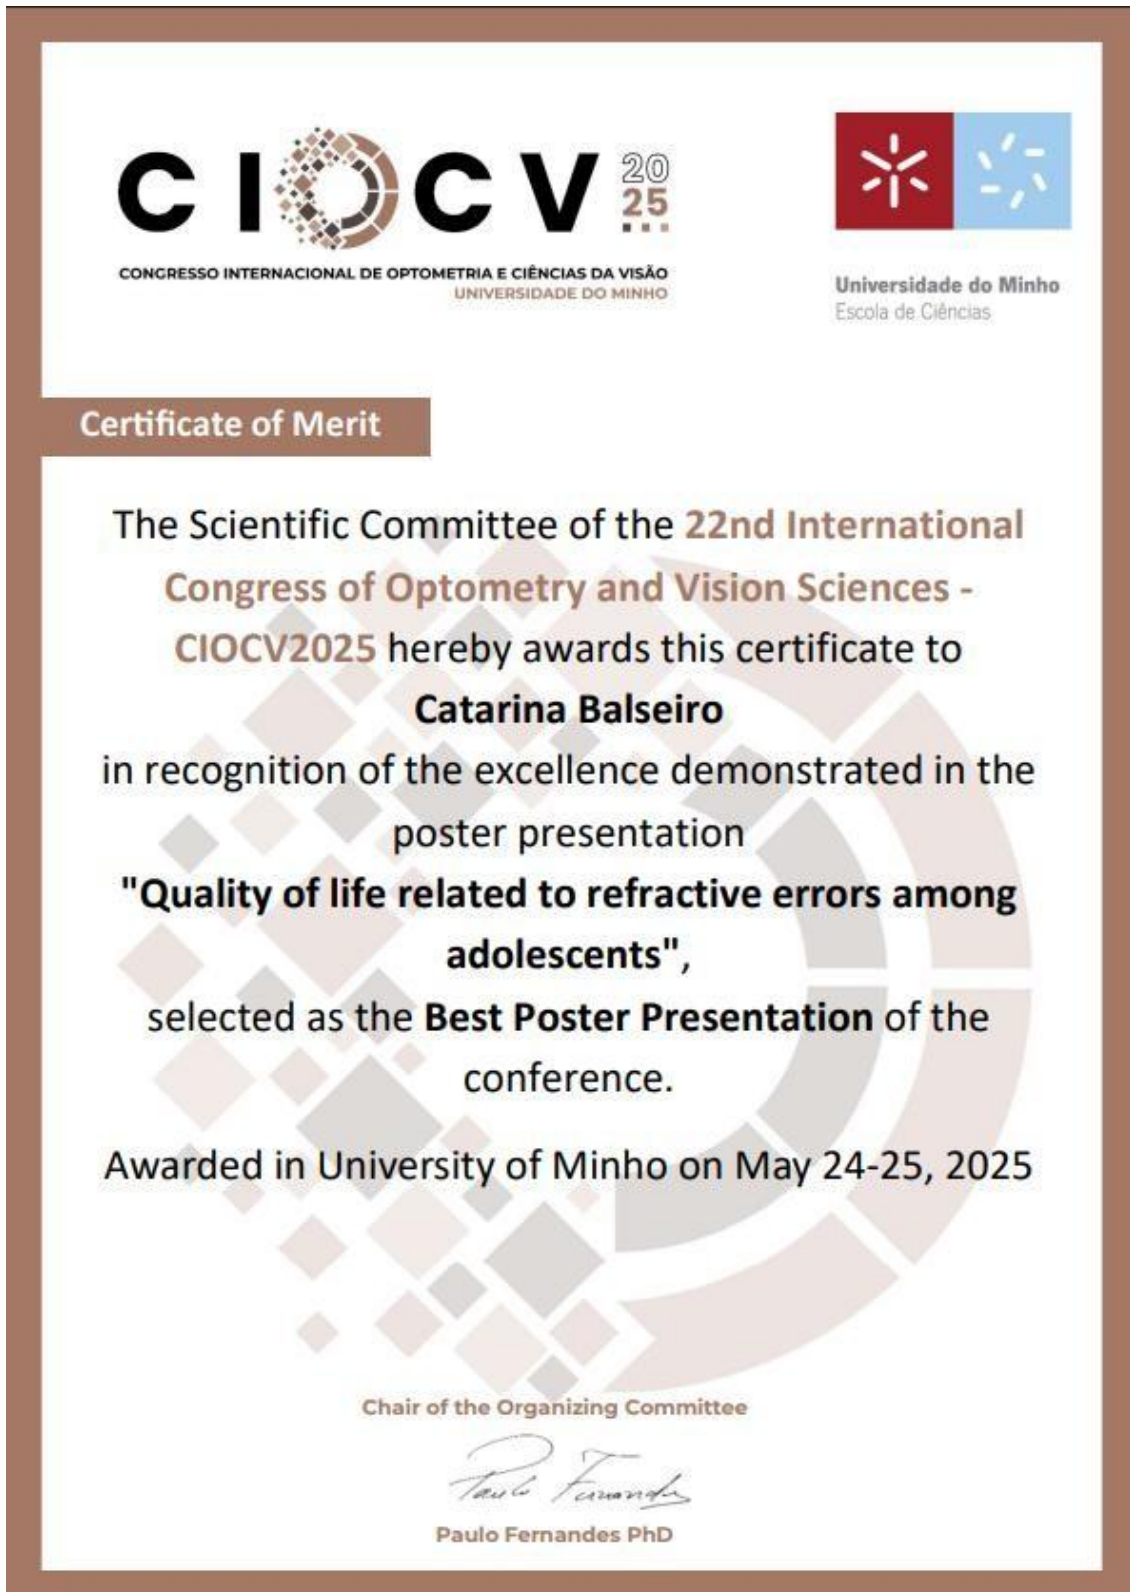 CIOCV 2025
CONGRESSO INTERNACIONAL DE OPTOMETRIA E CIÊNCIAS DA VISÃO
UNIVERSIDADE DO MINHO
Universidade do Minho
Escola de Ciências
Certificate of Merit
The Scientific Committee of the 22nd International
Congress of Optometry and Vision Sciences -
CIOCV2025 hereby awards this certificate to
Catarina Balseiro
in recognition of the excellence demonstrated in the
poster presentation
"Quality of life related to refractive errors among
adolescents",
selected as the Best Poster Presentation of the
conference.
Awarded in University of Minho on May 24-25, 2025
Chair of the Organizing Committee
Paulo Fernandes
Paulo Fernandes PhD